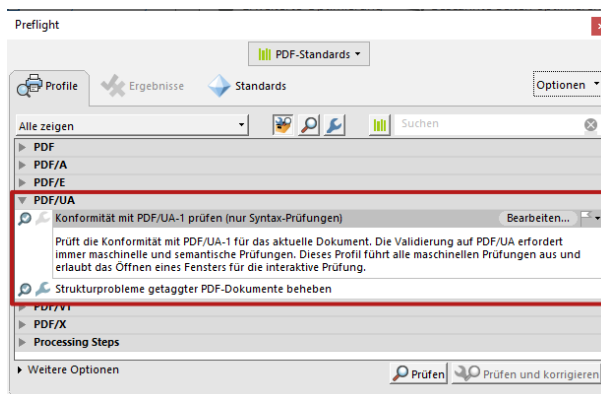 Preflight
PDF-Standards
Profile Ergebnisse Standards Optionen
Alle zeigen Suchen
PDF
PDF/A
PDF/E
PDF/UA
Konformität mit PDF/UA-1 prüfen (nur Syntax-Prüfungen) Bearbeiten...
Prüft die Konformität mit PDF/UA-1 für das aktuelle Dokument. Die Validierung auf PDF/UA erfordert
immer maschinelle und semantische Prüfungen. Dieses Profil führt alle maschinellen Prüfungen aus und
erlaubt das Öffnen eines Fensters für die interaktive Prüfung.
Strukturprobleme getaggter PDF-Dokumente beheben
PDF/VT
PDF/X
Processing Steps
Weitere Optionen Prüfen Prüfen und korrigieren